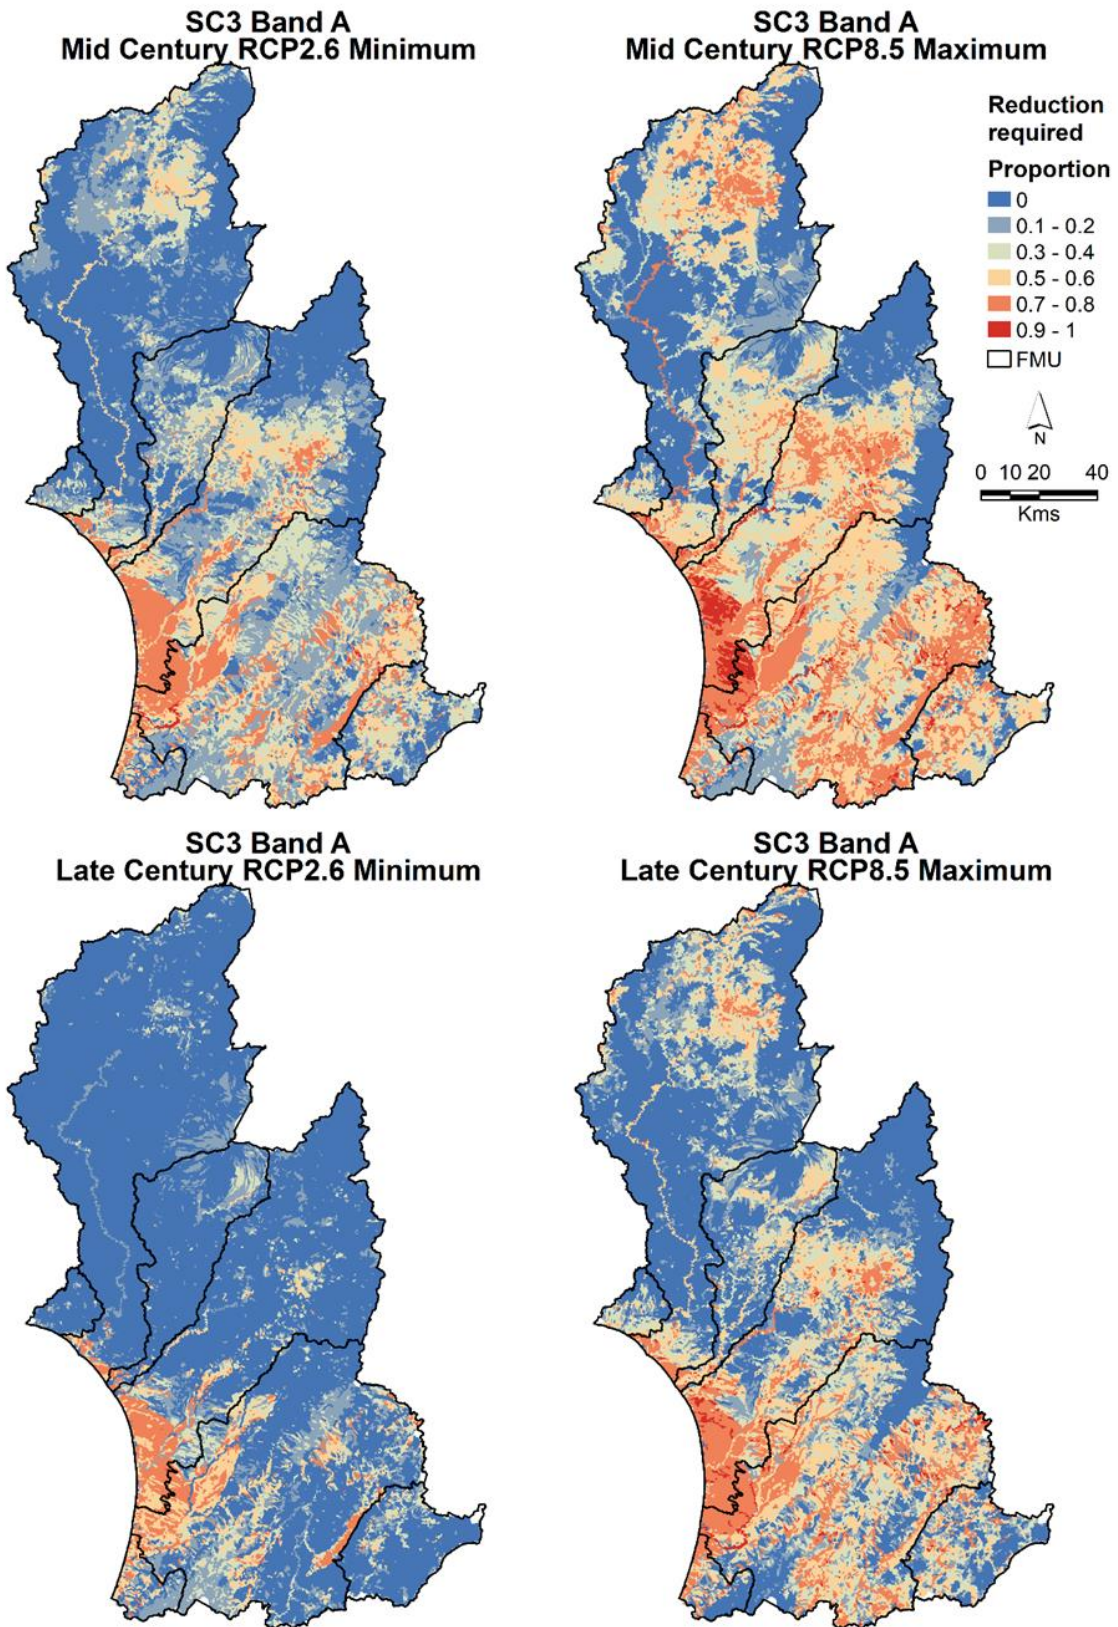 SC3 Band A
Mid Century RCP2.6 Minimum
SC3 Band A
Mid Century RCP8.5 Maximum
Reduction
required
Proportion
0
0.1 - 0.2
0.3 - 0.4
0.5 - 0.6
0.7 - 0.8
0.9 - 1
FMU
N
0 10 20 40
Kms
SC3 Band A
Late Century RCP2.6 Minimum
SC3 Band A
Late Century RCP8.5 Maximum